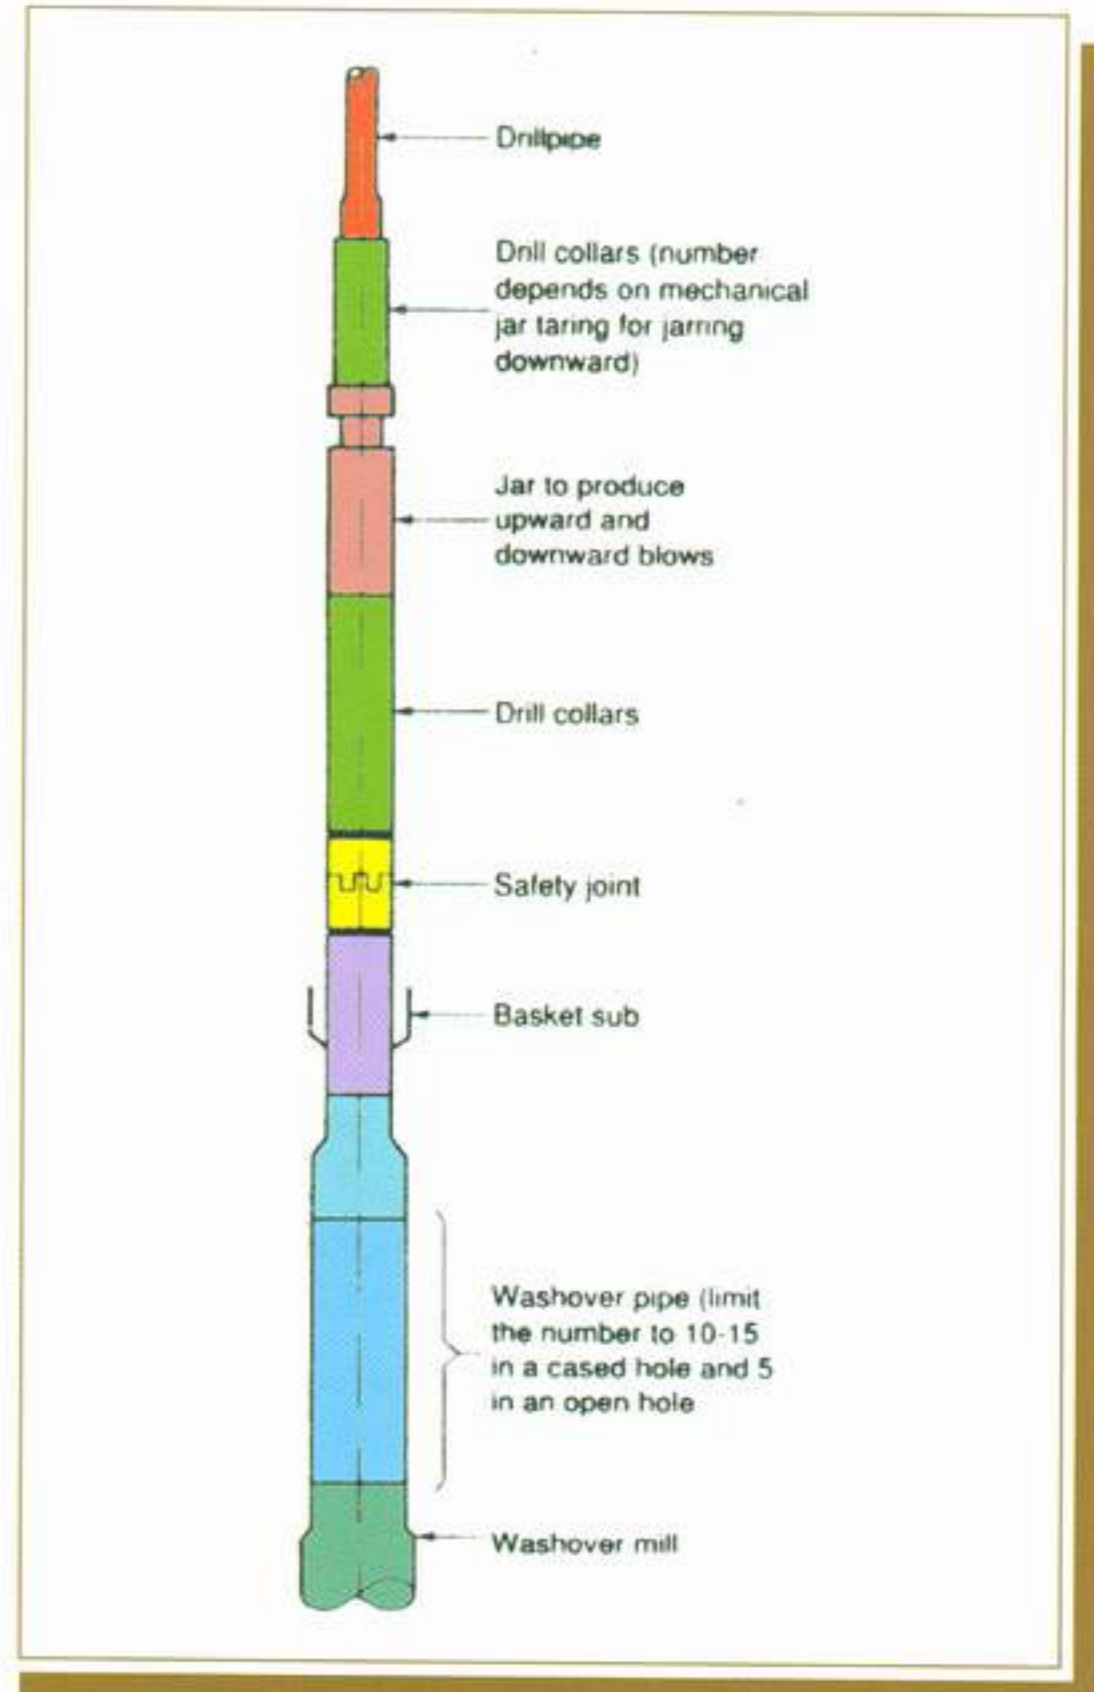 Drillpipe
Drill collars (number
depends on mechanical
jar taring for jarring
downward)
Jar to produce
upward and
downward blows
Drill collars
Safety joint
Basket sub
Washover pipe (limit
the number to 10-15
in a cased hole and 5
in an open hole
Washover mill